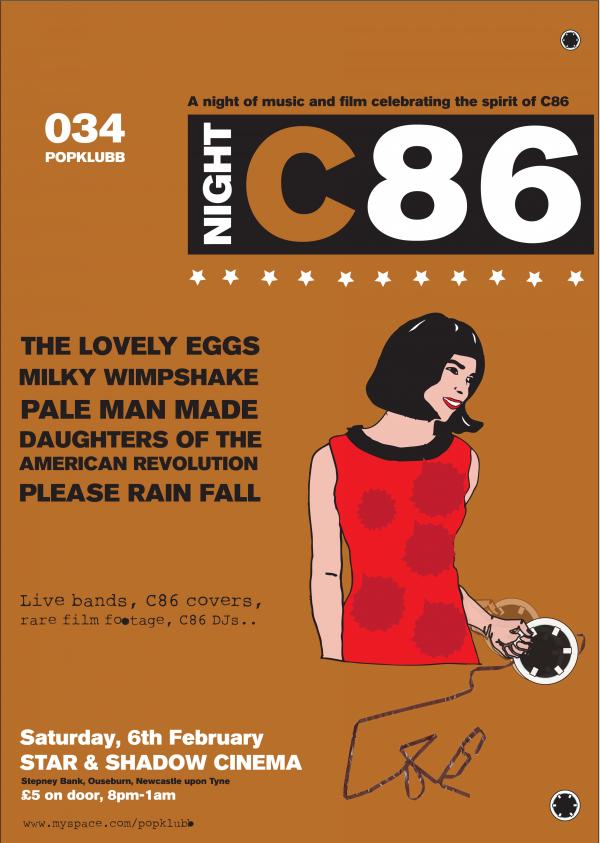 A night of music and film celebrating the spirit of C86
034
POPKLUBB
NIGHT
C86
THE LOVELY EGGS
MILKY WIMPSHAKE
PALE MAN MADE
DAUGHTERS OF THE
AMERICAN REVOLUTION
PLEASE RAIN FALL
Live bands, C86 covers,
rare film footage, C86 DJs..
C86
Saturday, 6th February
STAR & SHADOW CINEMA
Stepney Bank, Ouseburn, Newcastle upon Tyne
£5 on door, 8pm-1am
www.myspace.com/popklubb